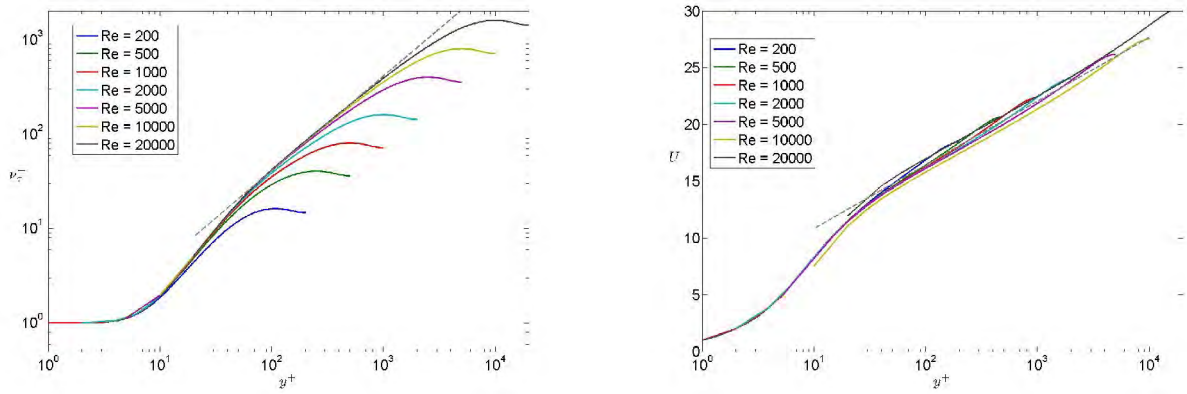 10^3
10^2
10^1
10^0
Re = 200
Re = 500
Re = 1000
Re = 2000
Re = 5000
Re = 10000
Re = 20000
10^0
10^1
10^2
10^3
10^4
y^+
30
25
20
15
10
5
0
U
Re = 200
Re = 500
Re = 1000
Re = 2000
Re = 5000
Re = 10000
Re = 20000
10^0
10^1
10^2
10^3
10^4
y^+